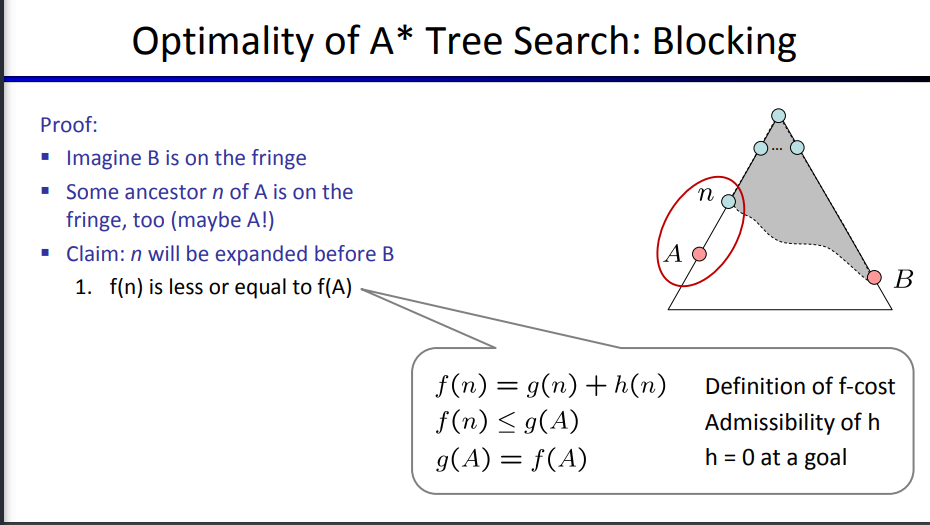 Optimality of A* Tree Search: Blocking
Proof:
▪ Imagine B is on the fringe
▪ Some ancestor n of A is on the
fringe, too (maybe A!)
▪ Claim: n will be expanded before B
1. f(n) is less or equal to f(A)
...
n
A
B
f(n) = g(n) + h(n) Definition of f-cost
f(n) ≤ g(A) Admissibility of h
g(A) = f(A) h = 0 at a goal